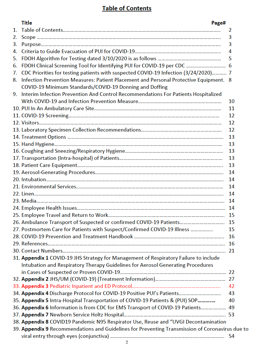 Table of Contents
Title Page#
1. Table of Contents 2
2. Scope 2
3. Purpose 3
4. Criteria to Guide Evaluation of PUI for COVID-19 4
5. FDOH Algorithm for Testing dated 3/10/2020 is as follows 5
6. FDOH Clinical Screening Tool for Identifying PUI for COVID-19 per CDC 6
7. CDC Priorities for testing patients with suspected COVID-19 Infection (3/24/2020) 7
8. Infection Prevention Measures: Patient Placement and Personal Protective Equipment. 8
COVID-19 Minimum Standards/COVID-19 Donning and Doffing
9. Interim Infection Prevention And Control Recommendations For Patients Hospitalized
With COVID-19 and Infection Prevention Measure 10
10. PUI In An Ambulatory Care Site 11
11. COVID-19 Screening 12
12. Visitors 12
13. Laboratory Specimen Collection Recommendations 12
14. Treatment Options 13
15. Hand Hygiene 13
16. Coughing and Sneezing/Respiratory Hygiene 13
17. Transportation (Intra-hospital) of Patients 13
18. Patient Care Equipment 14
19. Aerosol-Generating Procedures 14
20. Intubation 14
21. Environmental Services 14
22. Linen 14
23. Media 14
24. Employee Health Issues 14
25. Employee Travel and Return to Work 15
26. Ambulance Transport of Suspected or confirmed COVID-19 Patients 15
27. Postmortem Care for Patients with Suspect/Confirmed COVID-19 Illness 15
28. COVID-19 Prevention and Treatment Handbook 16
29. References 16
30. Contact Numbers 21
31. Appendix 1 COVID-19 JHS Strategy for Management of Respiratory Failure to include
Intubation and Respiratory Therapy Guidelines for Aerosol Generating Procedures
in Cases of Suspected or Proven COVID-19 22
32. Appendix 2 JHS/UM (COVID-19) (Treatment Information) 27
33. Appendix 3 Pediatric Inpatient and ED Protocol 42
34. Appendix 4 Discharge Protocol for COVID-19 Positive PUI's Patients 43
35. Appendix 5 Intra-Hospital Transportation of COVID-19 Patients & (PUI) SOP 44
36. Appendix 6 Information is from CDC for EMS Transport of COVID-19 Patients 49
37. Appendix 7 Newborn Service Holtz Hospital 53
38. Appendix 8 COVID19 Pandemic N95 Respirator Use, Reuse and "UVGI Decontamination
39. Appendix 9 Recommendations and Guidelines for Preventing Transmission of Coronavirus due to
viral entry through eyes (conjunctiva) 54
2